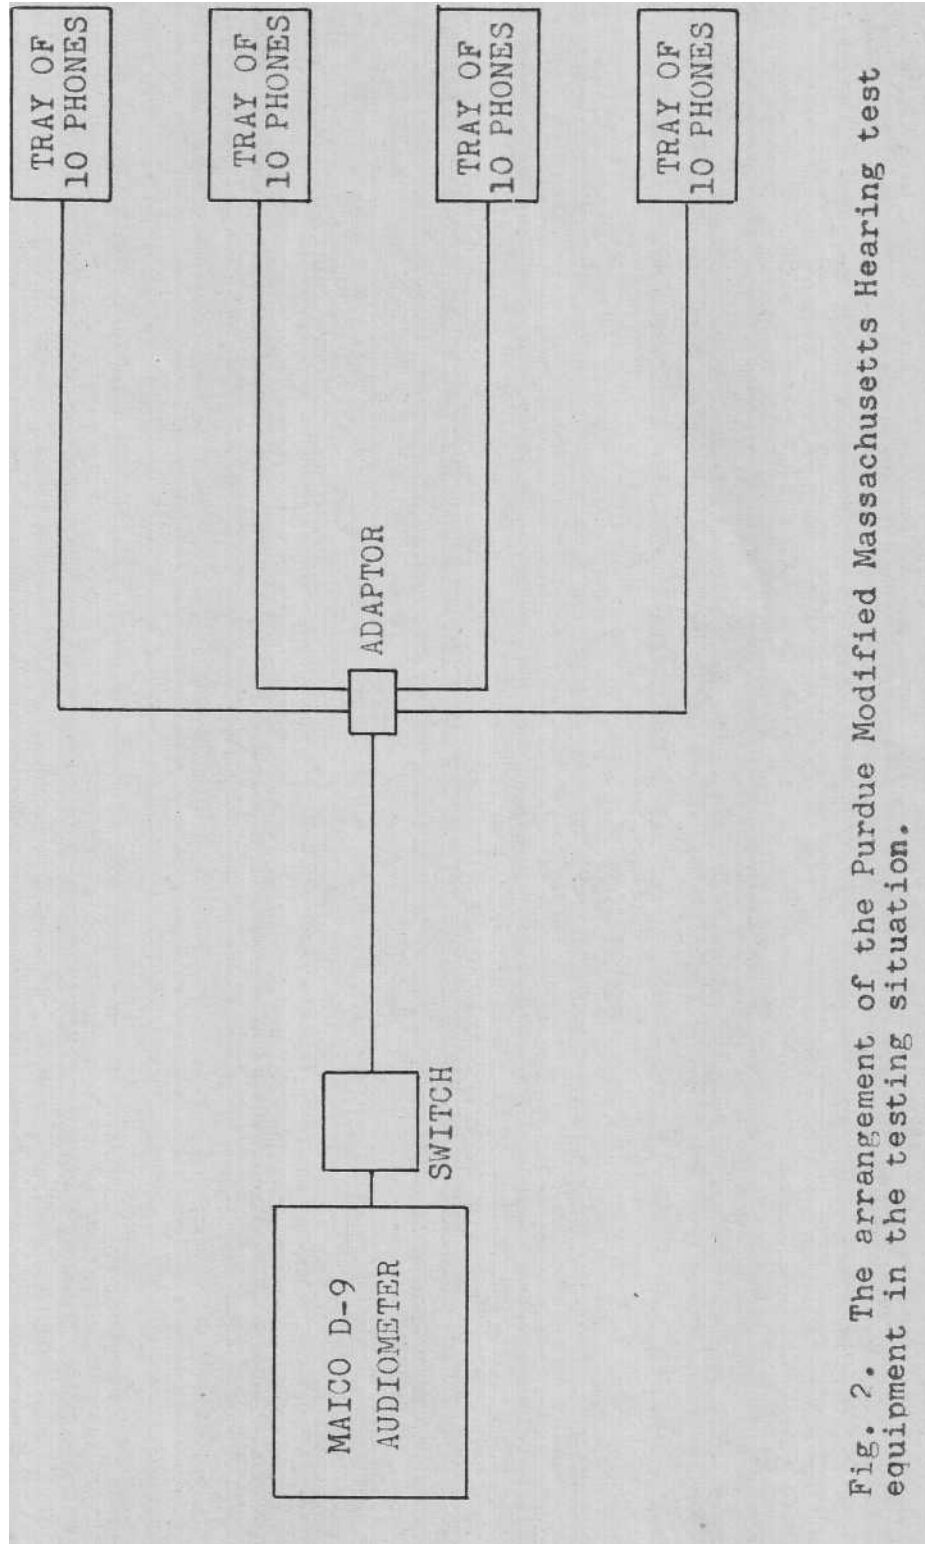 TRAY OF
10 PHONES
TRAY OF
10 PHONES
TRAY OF
10 PHONES
TRAY OF
10 PHONES
ADAPTOR
SWITCH
MAICO D-9
AUDIOMETER
Fig. 2. The arrangement of the Purdue Modified Massachusetts Hearing test
equipment in the testing situation.